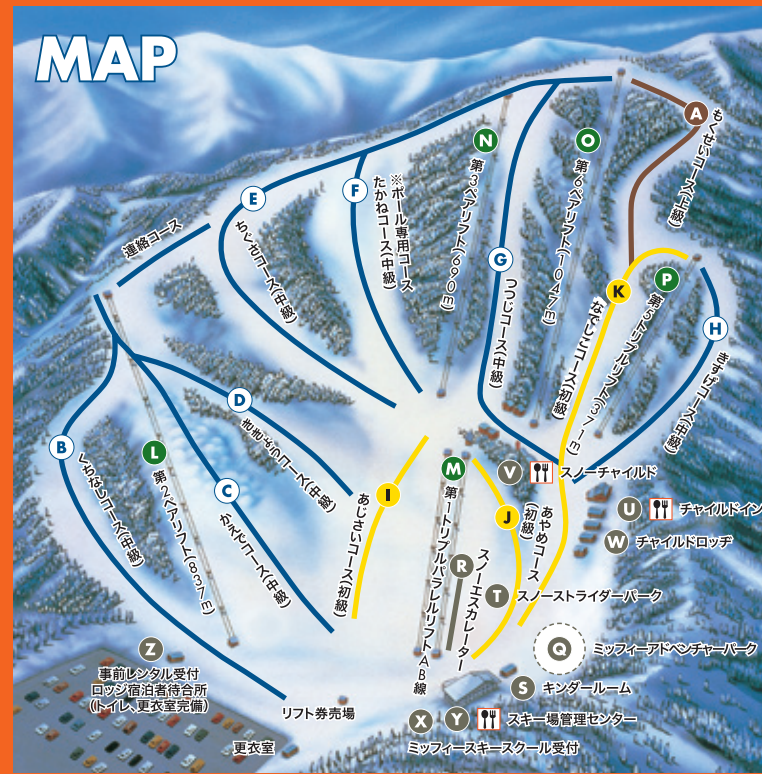 MAP
A
もくせいコース(上級)
N
第3ペアリフト(690m)
O
第6ペアリフト(1047m)
E
ちぐさコース(中級)
F
※ポール専用コース
たかねコース(中級)
連絡コース
G
つつじコース(中級)
K
なでしこコース(初級)
P
第5トリプルリフト(371m)
H
きすげコース(中級)
B
くちなしコース(中級)
L
第2ペアリフト(837m)
D
ききょうコース(中級)
C
かえでコース(中級)
I
あじさいコース(初級)
M
第1トリプルパラレルリフトAB線
J
あやめコース
(初級)
V
スノーチャイルド
U
チャイルドイン
W
チャイルドロッヂ
R
スノーエスカレーター
T
スノーストライダーパーク
Q
ミッフィーアドベンチャーパーク
S
キンダールーム
Z
事前レンタル受付
ロッジ宿泊者待合所
(トイレ、更衣室完備)
リフト券売場
更衣室
X
Y
スキー場管理センター
ミッフィースキースクール受付